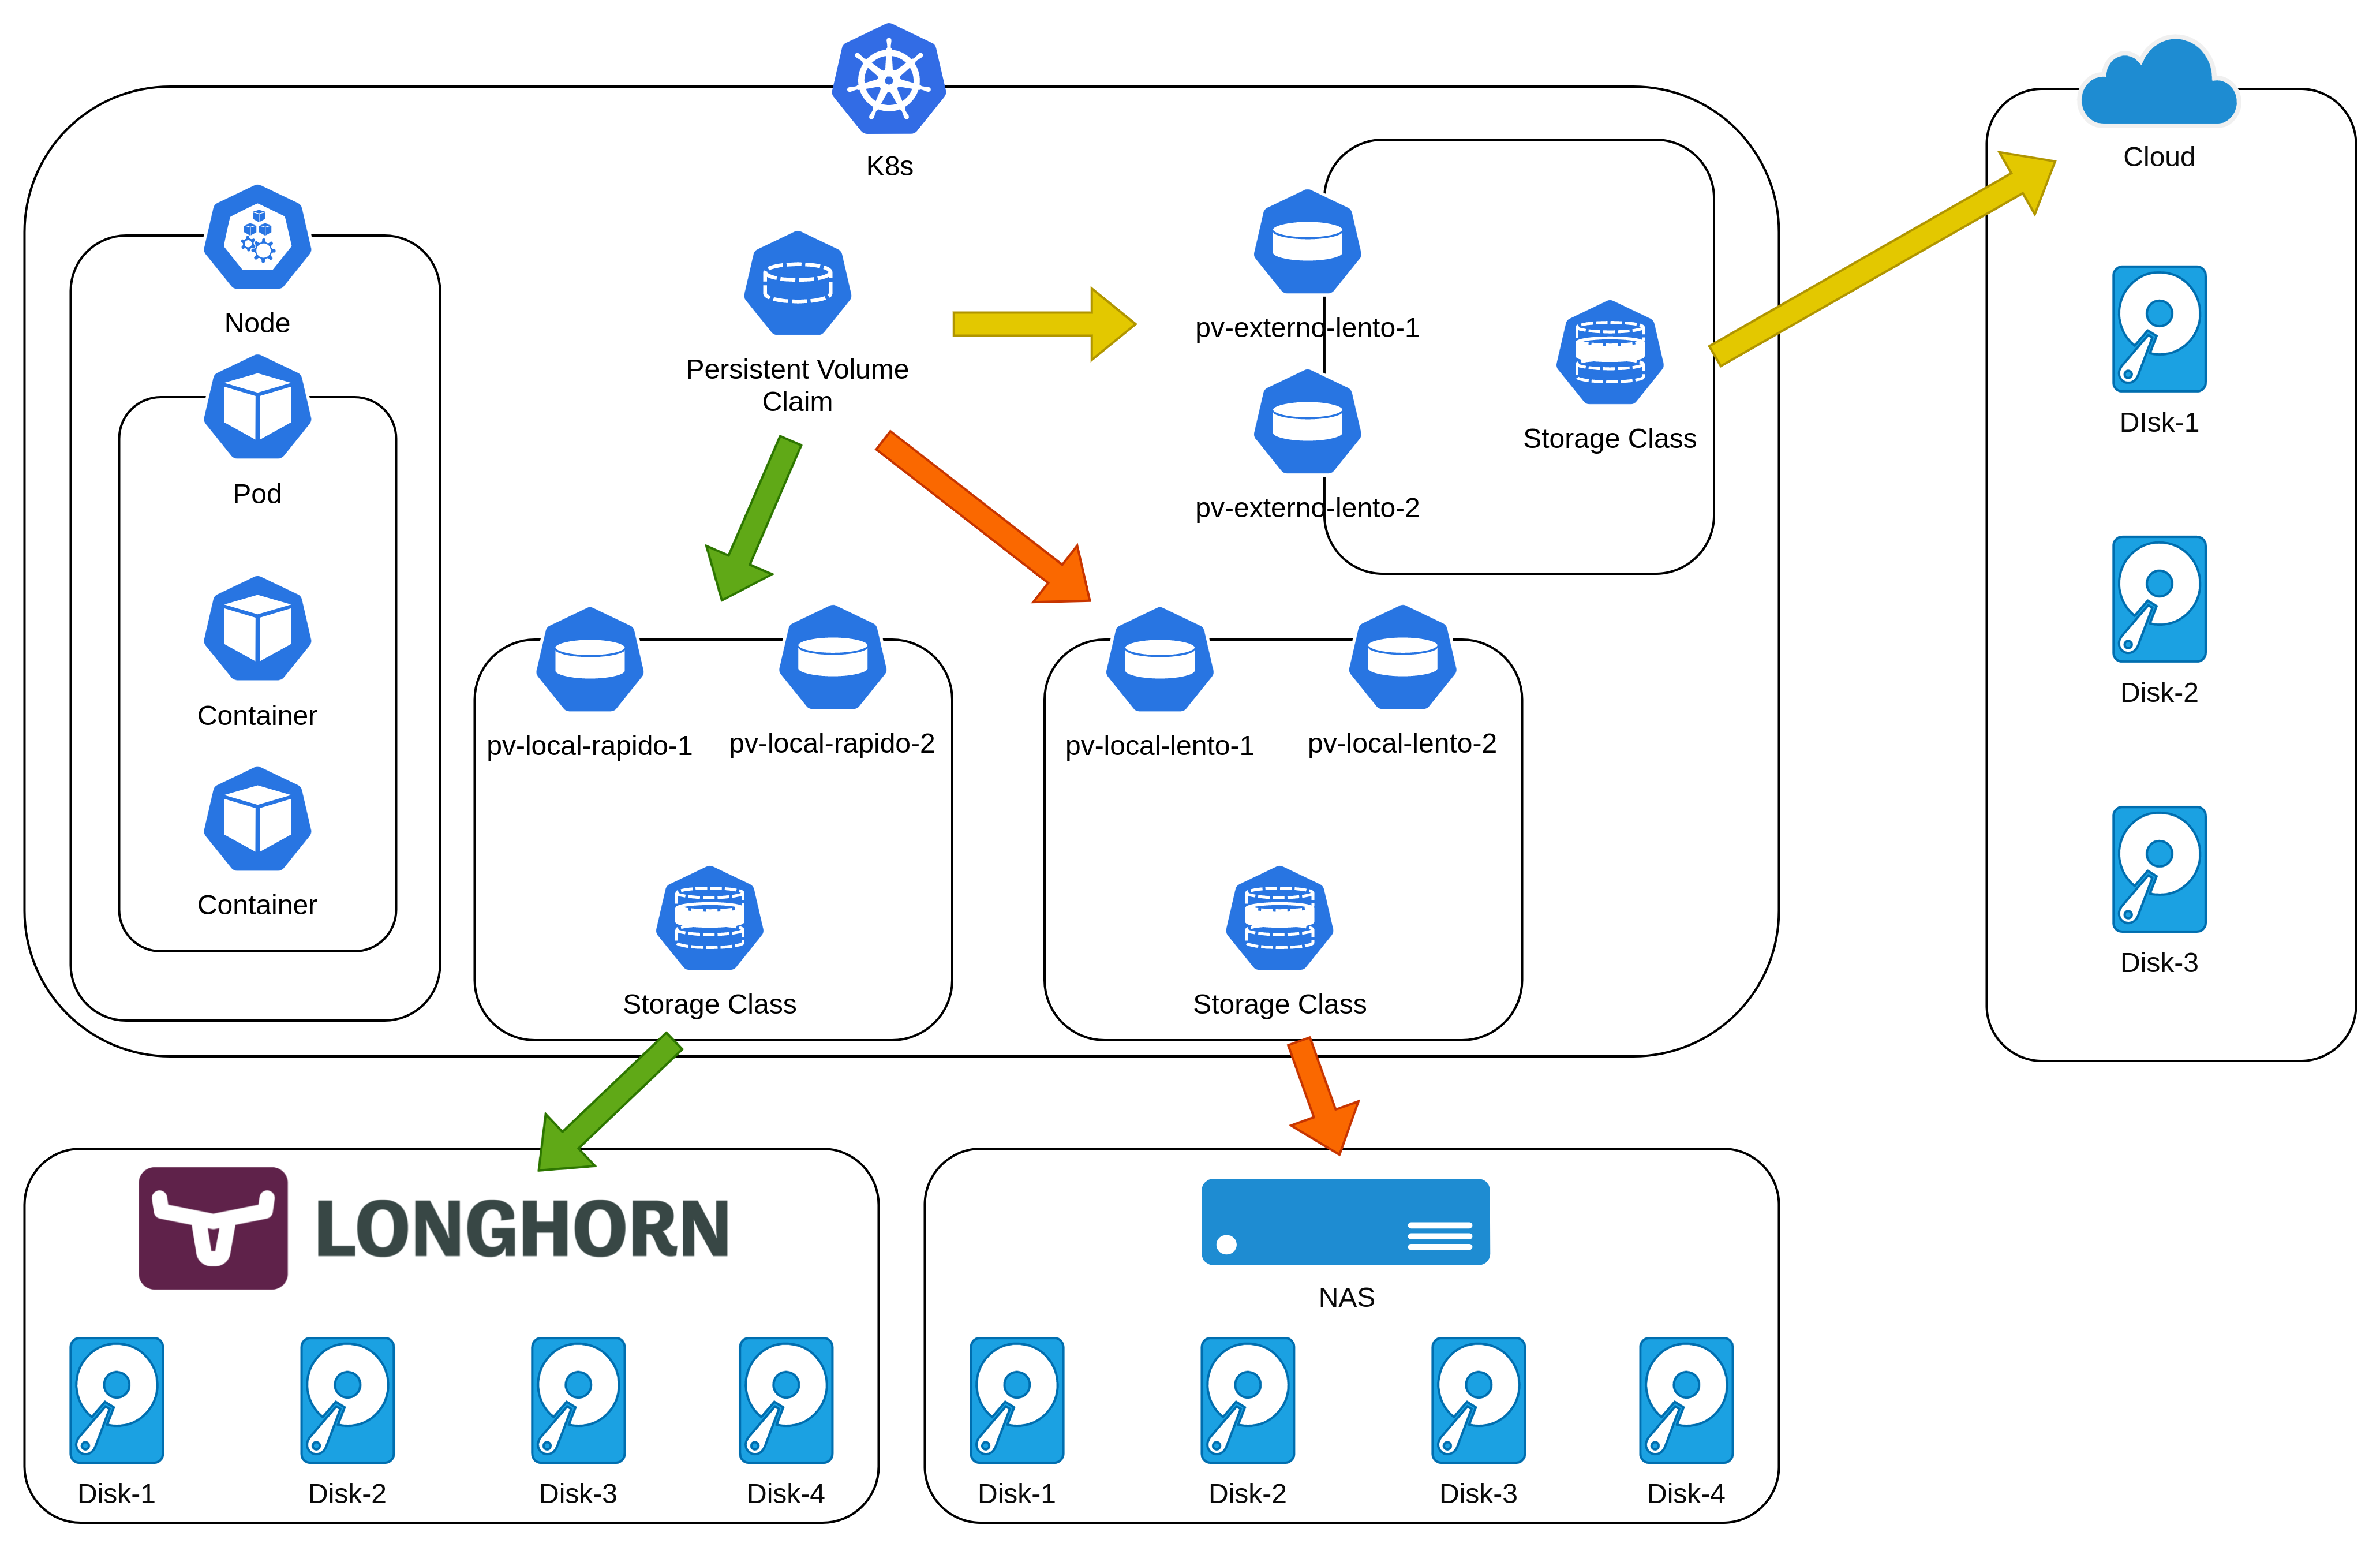 K8s
Cloud
Node
Pod
Container
Container
Persistent Volume
Claim
pv-externo-lento-1
pv-externo-lento-2
Storage Class
pv-local-rapido-1
pv-local-rapido-2
Storage Class
pv-local-lento-1
pv-local-lento-2
Storage Class
DIsk-1
Disk-2
Disk-3
LONGHORN
Disk-1
Disk-2
Disk-3
Disk-4
NAS
Disk-1
Disk-2
Disk-3
Disk-4